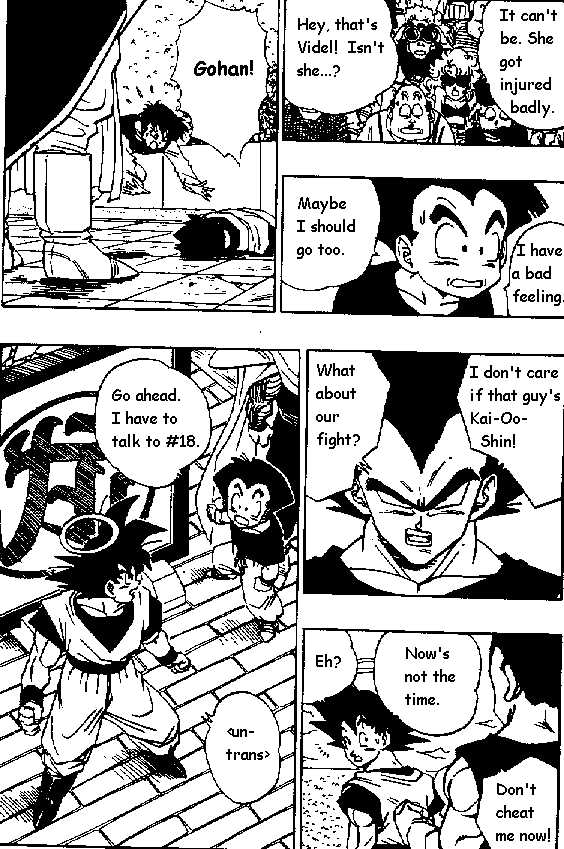 It can't
be. She
got
injured
badly.
Hey, that's
Videl! Isn't
she...?
I have
a bad
feeling.
Maybe
I should
go too.
Gohan!
I don't care
if that guy's
Kai-Oo-
Shin!
What
about
our
fight?
Now's
not the
time.
Eh?
Don't
cheat
me now!
Go ahead.
I have to
talk to #18.
<un-
trans>